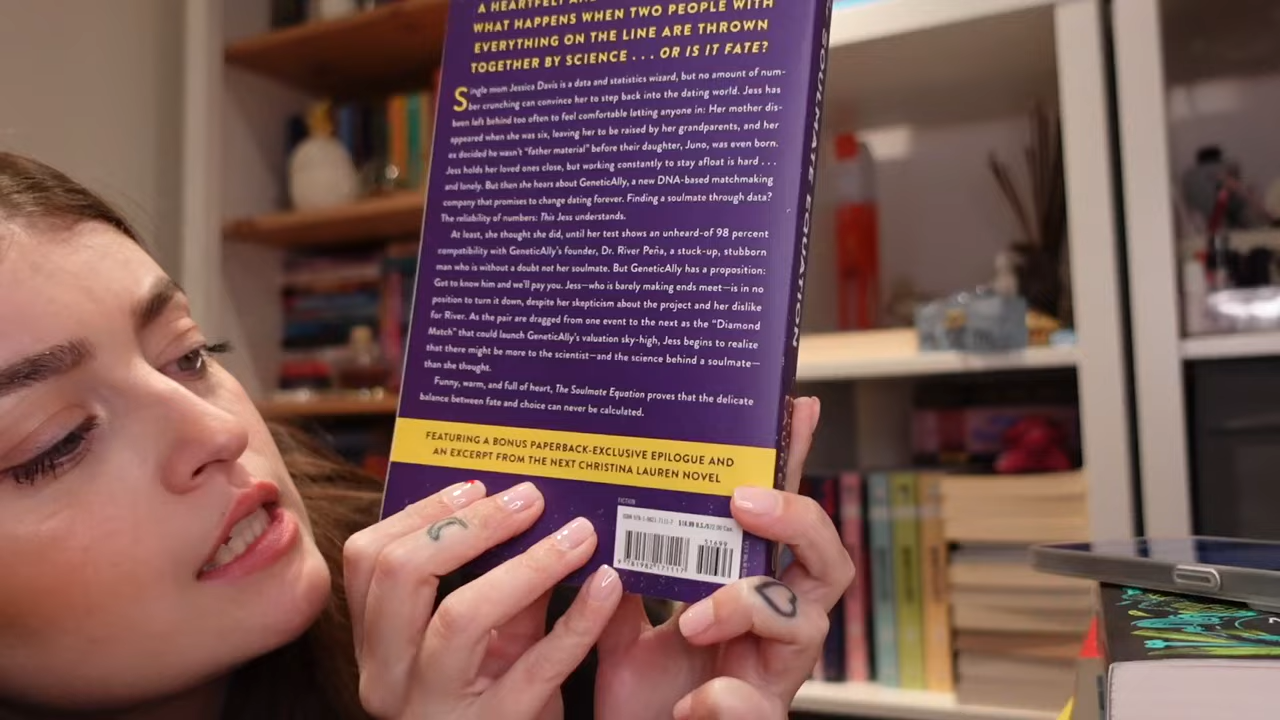 A HEARTFELT AND
WHAT HAPPENS WHEN TWO PEOPLE WITH
EVERYTHING ON THE LINE ARE THROWN
TOGETHER BY SCIENCE . . . OR IS IT FATE?
Single mom Jessica Davis is a data and statistics wizard, but no amount of num-
ber crunching can convince her to step back into the dating world. Jess has
been left behind too often to feel comfortable letting anyone in: Her mother dis-
appeared when she was six, leaving her to be raised by her grandparents, and her
ex decided he wasn't "father material" before their daughter, Juno, was even born.
Jess holds her loved ones close, but working constantly to stay afloat is hard . . .
and lonely. But then she hears about GeneticAlly, a new DNA-based matchmaking
company that promises to change dating forever. Finding a soulmate through data?
The reliability of numbers: This Jess understands.
At least, she thought she did, until her test shows an unheard-of 98 percent
compatibility with GeneticAlly's founder, Dr. River Peña, a stuck-up, stubborn
man who is without a doubt not her soulmate. But GeneticAlly has a proposition:
Get to know him and we'll pay you. Jess—who is barely making ends meet—is in no
position to turn it down, despite her skepticism about the project and her dislike
for River. As the pair are dragged from one event to the next as the "Diamond
Match" that could launch GeneticAlly's valuation sky-high, Jess begins to realize
that there might be more to the scientist—and the science behind a soulmate—
than she thought.
Funny, warm, and full of heart, The Soulmate Equation proves that the delicate
balance between fate and choice can never be calculated.
FEATURING A BONUS PAPERBACK-EXCLUSIVE EPILOGUE AND
AN EXCERPT FROM THE NEXT CHRISTINA LAUREN NOVEL
FICTION
ISBN 978-1-9821-7111-7 $16.99 U.S./$22.99 Can.
51699
9 781982 171117
SOULMATE EQUATION